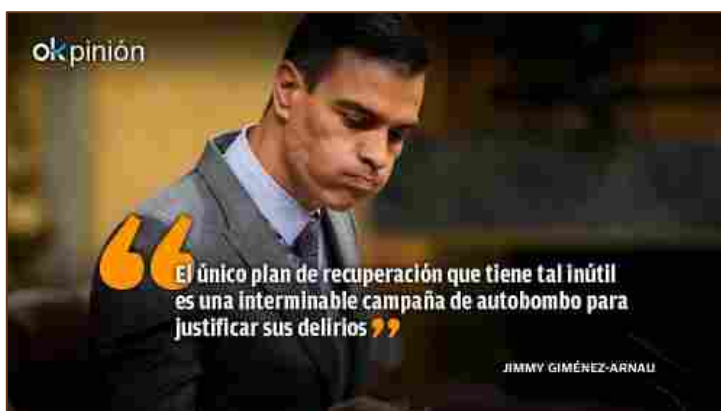 okpinión
“El único plan de recuperación que tiene tal inútil
es una interminable campaña de autobombo para
justificar sus delirios”
JIMMY GIMÉNEZ-ARNAU